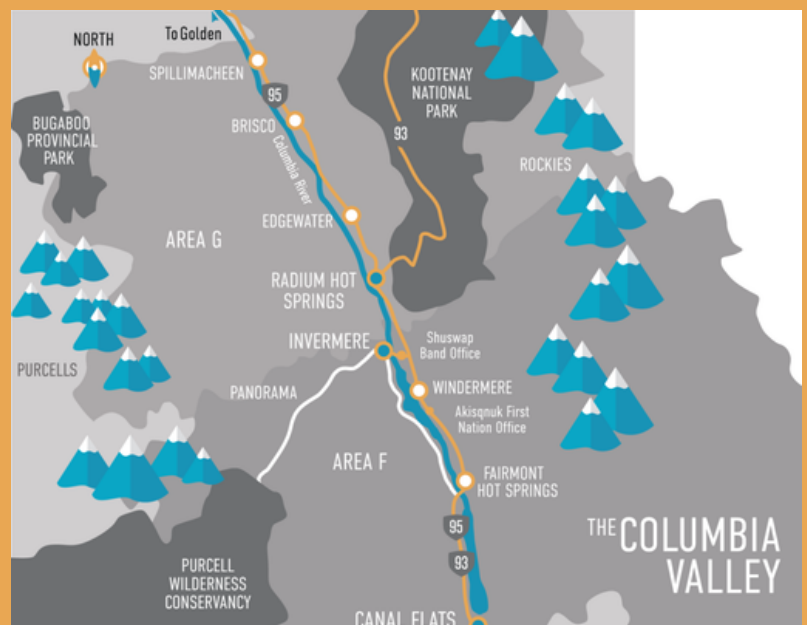 To Golden
NORTH
SPILLIMACHEEN
KOOTENAY
NATIONAL
PARK
95
BUGABOO
PROVINCIAL
PARK
BRISCO
93
Columbia River
ROCKIES
EDGEWATER
AREA G
RADIUM HOT
SPRINGS
INVERMERE
Shuswap
Band Office
PURCELLS
PANORAMA
WINDERMERE
Akisqnuk First
Nation Office
AREA F
FAIRMONT
HOT SPRINGS
95
93
THE COLUMBIA
VALLEY
PURCELL
WILDERNESS
CONSERVANCY
CANAL FLATS